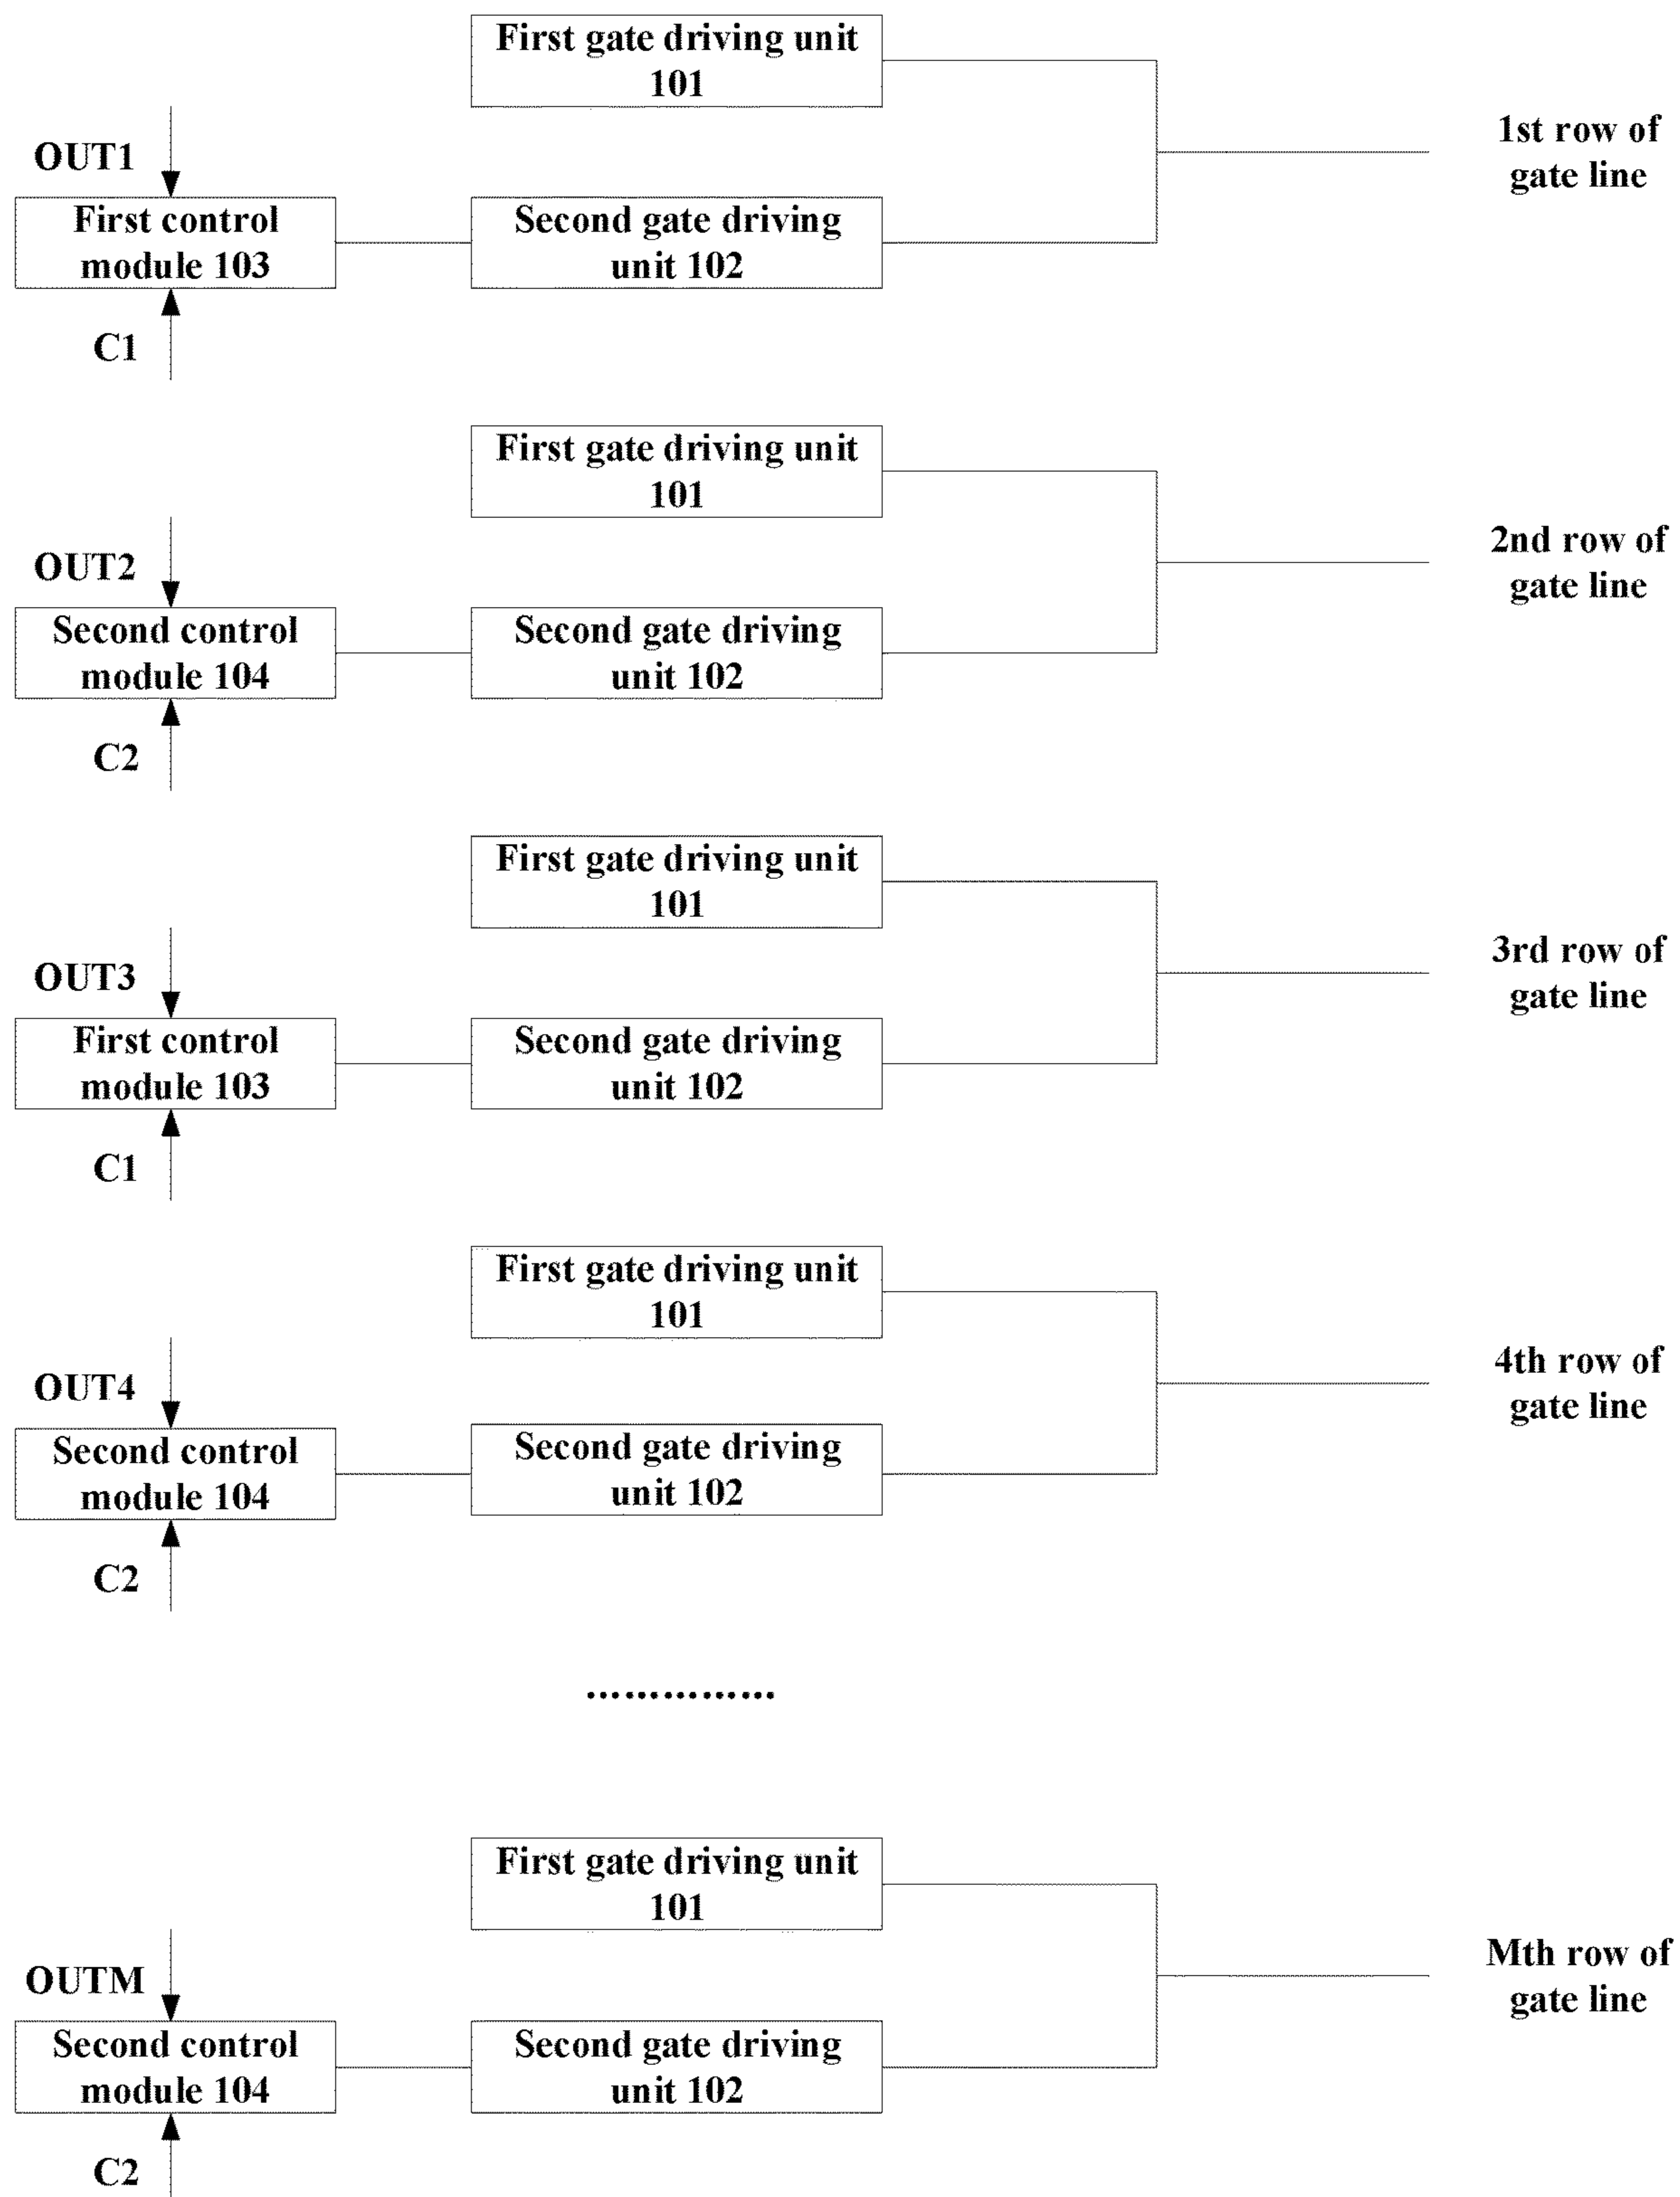 First gate driving unit
101
1st row of
gate line
OUT1
First control
module 103
Second gate driving
unit 102
C1
First gate driving unit
101
2nd row of
gate line
OUT2
Second control
module 104
Second gate driving
unit 102
C2
First gate driving unit
101
3rd row of
gate line
OUT3
First control
module 103
Second gate driving
unit 102
C1
First gate driving unit
101
4th row of
gate line
OUT4
Second control
module 104
Second gate driving
unit 102
C2
...............
First gate driving unit
101
Mth row of
gate line
OUTM
Second control
module 104
Second gate driving
unit 102
C2